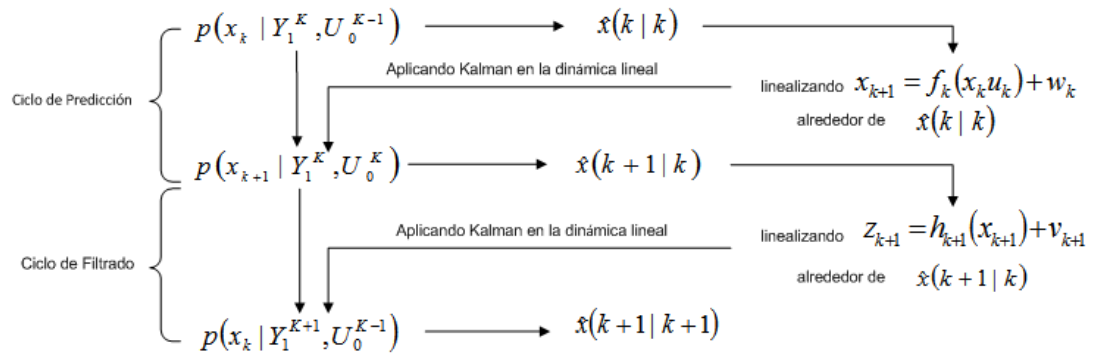 p(x_k | Y_1^K, U_0^{K-1}) x̂(k | k)
Aplicando Kalman en la dinámica lineal
Ciclo de Predicción
linealizando x_{k+1} = f_k(x_k u_k) + w_k
alrededor de x̂(k | k)
p(x_{k+1} | Y_1^K, U_0^K) x̂(k + 1 | k)
Aplicando Kalman en la dinámica lineal
linealizando z_{k+1} = h_{k+1}(x_{k+1}) + v_{k+1}
Ciclo de Filtrado
alrededor de x̂(k + 1 | k)
p(x_k | Y_1^{K+1}, U_0^{K-1}) x̂(k + 1 | k + 1)